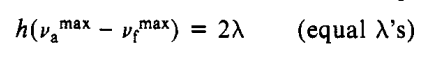 h(νₐᵐᵃˣ − ν_fᵐᵃˣ) = 2λ (equal λ's)